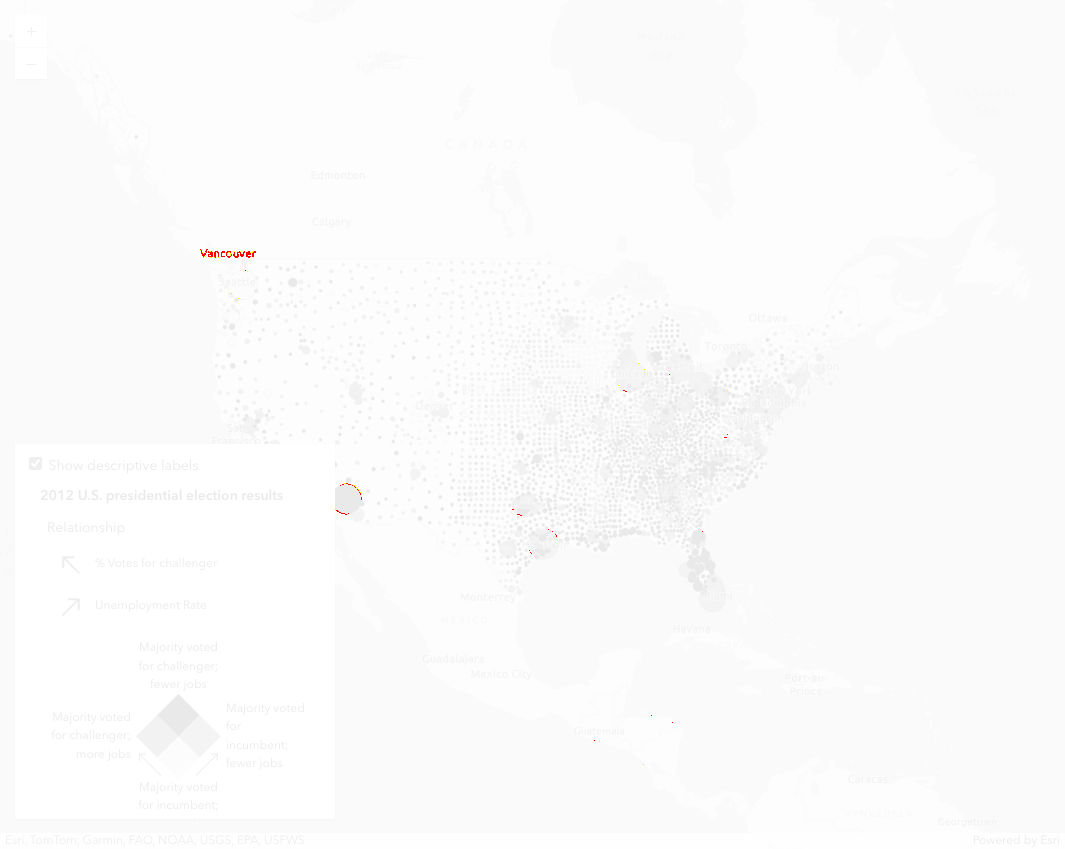 +
−
CANADA
Edmonton
Calgary
Vancouver
Seattle
Ottawa
Toronto
San
Francisco
Show descriptive labels
2012 U.S. presidential election results
Relationship
% Votes for challenger
Unemployment Rate
Majority voted
for challenger;
fewer jobs
Majority voted
for challenger;
more jobs
Majority voted
for
incumbent;
fewer jobs
Majority voted
for incumbent;
Monterrey
MÉXICO
Miami
Havana
Guadalajara
Mexico City
Port-au-
Prince
Guatemala
Caracas
Georgetown
Esri, TomTom, Garmin, FAO, NOAA, USGS, EPA, USFWS
Powered by Esri